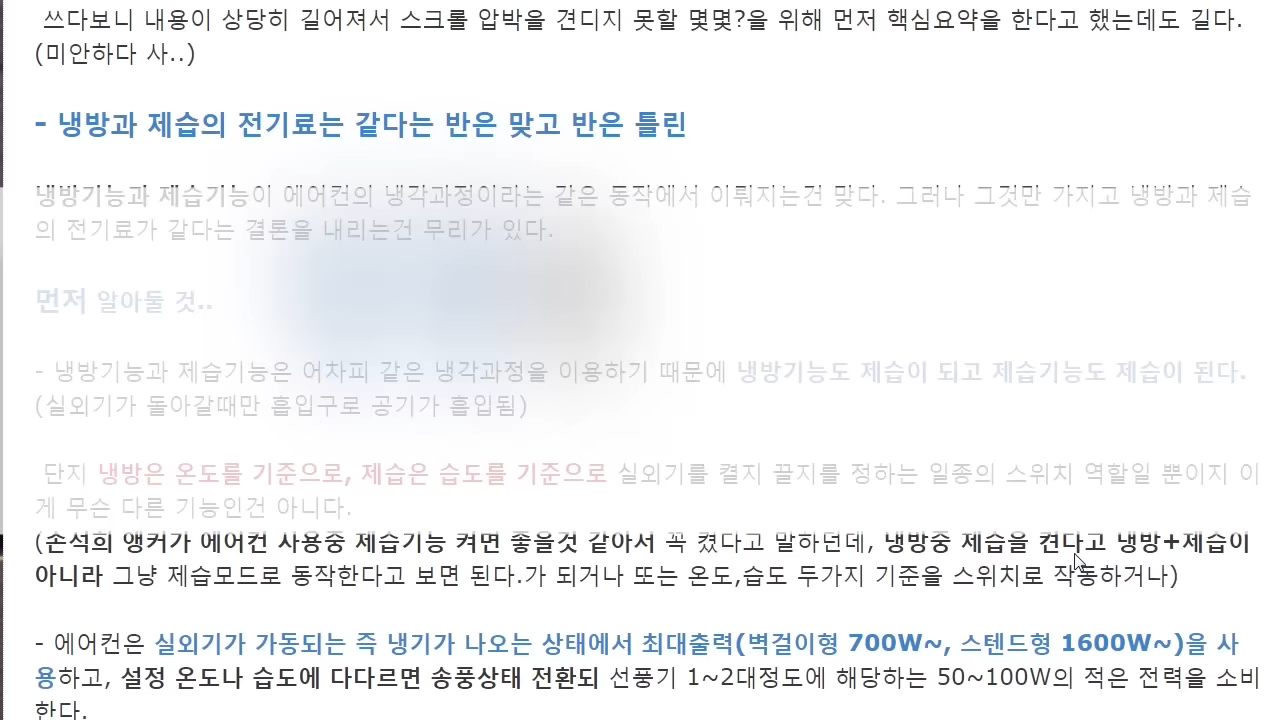 쓰다보니 내용이 상당히 길어져서 스크롤 압박을 견디지 못할 몇몇?을 위해 먼저 핵심요약을 한다고 했는데도 길다.
(미안하다 사..)
- 냉방과 제습의 전기료는 같다는 반은 맞고 반은 틀린
냉방기능과 제습기능이 에어컨의 냉각과정이라는 같은 동작에서 이뤄지는건 맞다. 그러나 그것만 가지고 냉방과 제습
의 전기료가 같다는 결론을 내리는건 무리가 있다.
먼저 알아둘 것..
- 냉방기능과 제습기능은 어차피 같은 냉각과정을 이용하기 때문에 냉방기능도 제습이 되고 제습기능도 제습이 된다.
(실외기가 돌아갈때만 흡입구로 공기가 흡입됨)
단지 냉방은 온도를 기준으로, 제습은 습도를 기준으로 실외기를 켤지 끌지를 정하는 일종의 스위치 역할일 뿐이지 이
게 무슨 다른 기능인건 아니다.
(손석희 앵커가 에어컨 사용중 제습기능 켜면 좋을것 같아서 꼭 켰다고 말하던데, 냉방중 제습을 켠다고 냉방+제습이
아니라 그냥 제습모드로 동작한다고 보면 된다.가 되거나 또는 온도,습도 두가지 기준을 스위치로 작동하거나)
- 에어컨은 실외기가 가동되는 즉 냉기가 나오는 상태에서 최대출력(벽걸이형 700W~, 스텐드형 1600W~)을 사
용하고, 설정 온도나 습도에 다다르면 송풍상태 전환되 선풍기 1~2대정도에 해당하는 50~100W의 적은 전력을 소비
한다.